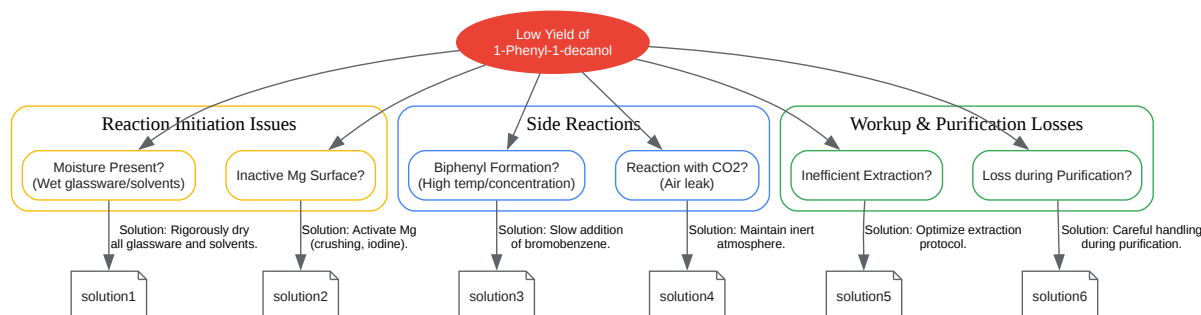 Low Yield of
1-Phenyl-1-decanol
Reaction Initiation Issues
Side Reactions
Workup & Purification Losses
Moisture Present?
(Wet glassware/solvents)
Inactive Mg Surface?
Biphenyl Formation?
(High temp/concentration)
Reaction with CO2?
(Air leak)
Inefficient Extraction?
Loss during Purification?
Solution: Rigorously dry
all glassware and solvents.
Solution: Activate Mg
(crushing, iodine).
Solution: Slow addition
of bromobenzene.
Solution: Maintain inert
atmosphere.
Solution: Optimize extraction
protocol.
Solution: Careful handling
during purification.
solution1
solution2
solution3
solution4
solution5
solution6